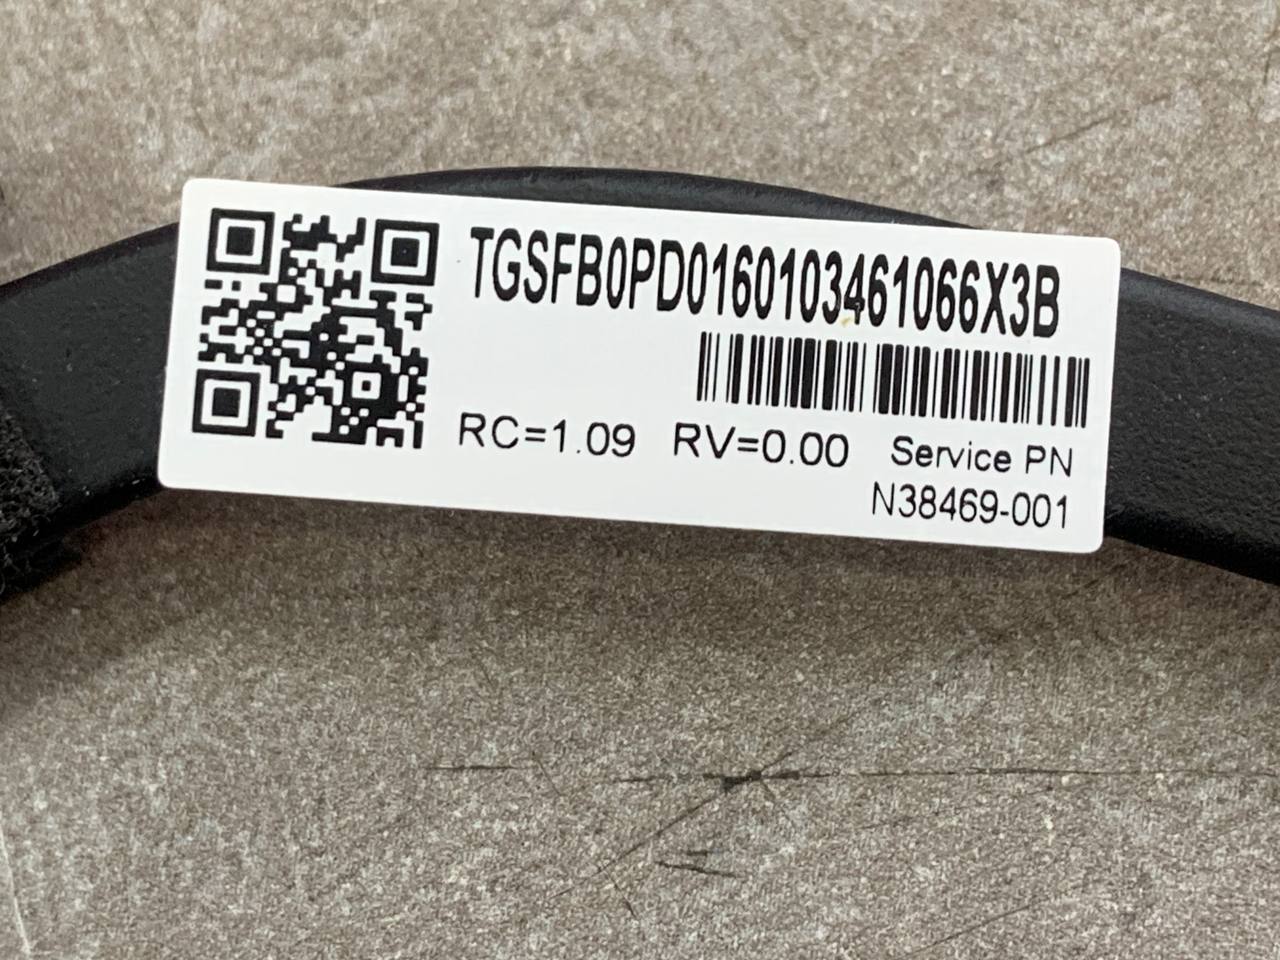 TGSFB0PD0160103461066X3B
RC=1.09 RV=0.00 Service PN
N38469-001